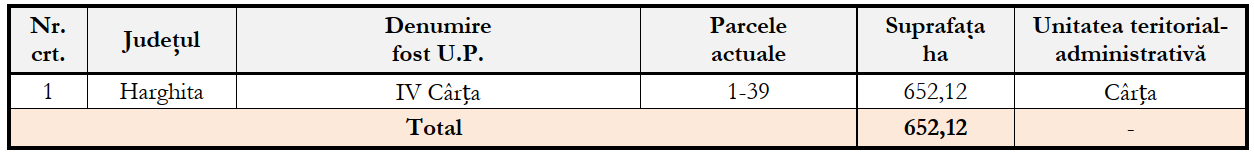 Nr. crt. Județul Denumire fost U.P. Parcele actuale Suprafața ha Unitatea teritorial-administrativă
1 Harghita IV Cârța 1-39 652,12 Cârța
Total 652,12 -